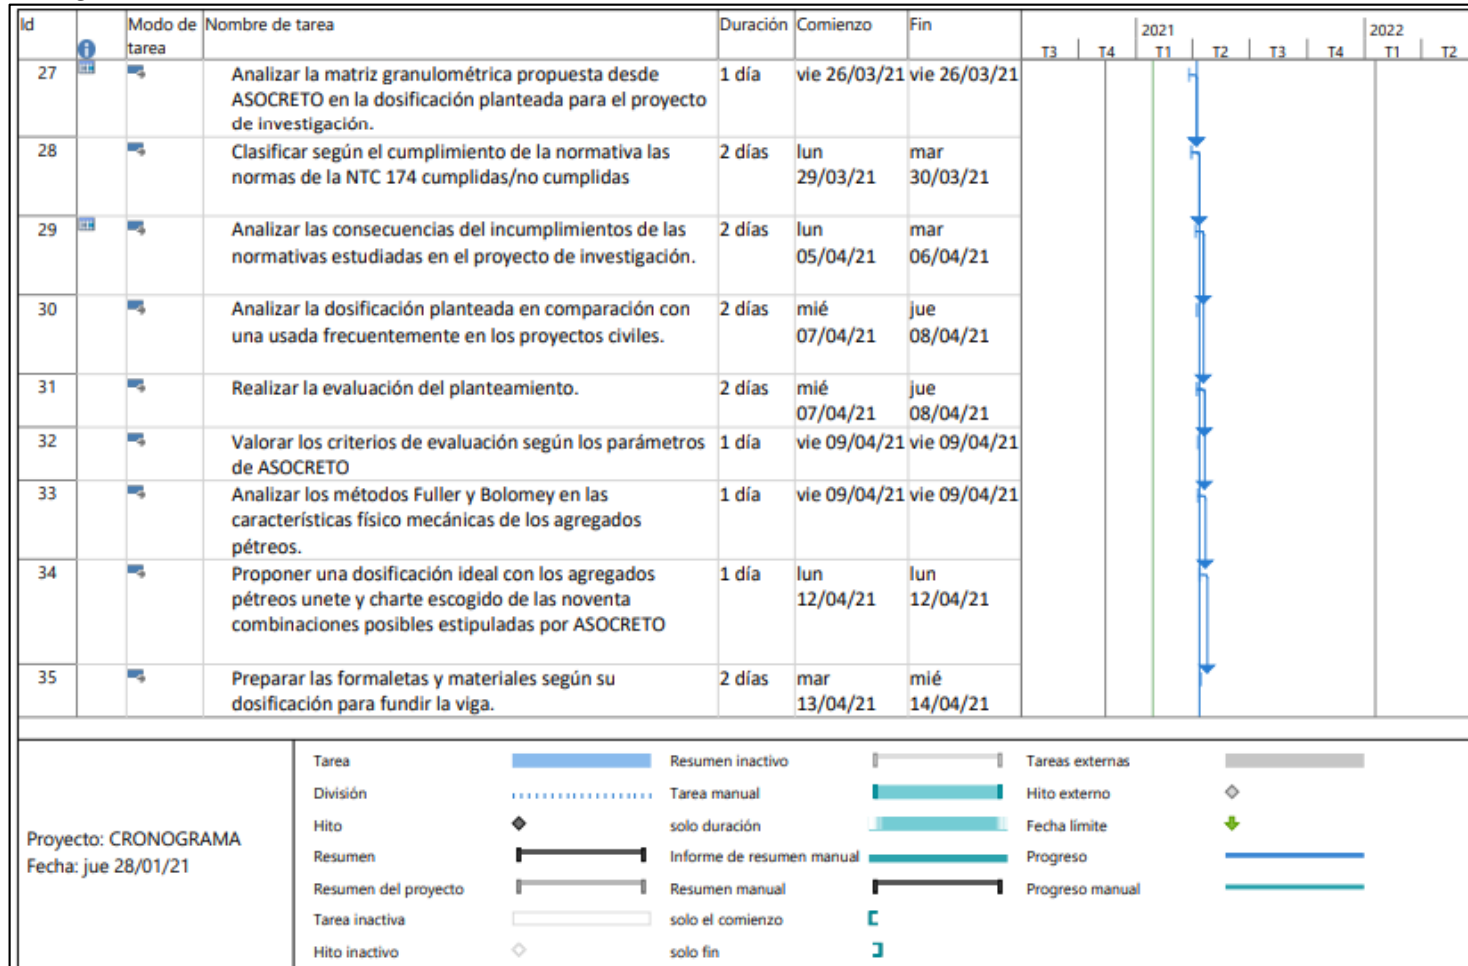 Id
Modo de
tarea
Nombre de tarea
Duración
Comienzo
Fin
2021
2022
T3 T4 T1 T2 T3 T4 T1 T2
27
Analizar la matriz granulométrica propuesta desde
ASOCRETO en la dosificación planteada para el proyecto
de investigación.
1 día
vie 26/03/21
vie 26/03/21
28
Clasificar según el cumplimiento de la normativa las
normas de la NTC 174 cumplidas/no cumplidas
2 días
lun
29/03/21
mar
30/03/21
29
Analizar las consecuencias del incumplimientos de las
normativas estudiadas en el proyecto de investigación.
2 días
lun
05/04/21
mar
06/04/21
30
Analizar la dosificación planteada en comparación con
una usada frecuentemente en los proyectos civiles.
2 días
mié
07/04/21
jue
08/04/21
31
Realizar la evaluación del planteamiento.
2 días
mié
07/04/21
jue
08/04/21
32
Valorar los criterios de evaluación según los parámetros
de ASOCRETO
1 día
vie 09/04/21
vie 09/04/21
33
Analizar los métodos Fuller y Bolomey en las
características físico mecánicas de los agregados
pétreos.
1 día
vie 09/04/21
vie 09/04/21
34
Proponer una dosificación ideal con los agregados
pétreos unete y charte escogido de las noventa
combinaciones posibles estipuladas por ASOCRETO
1 día
lun
12/04/21
lun
12/04/21
35
Preparar las formaletas y materiales según su
dosificación para fundir la viga.
2 días
mar
13/04/21
mié
14/04/21
Proyecto: CRONOGRAMA
Fecha: jue 28/01/21
Tarea
División
Hito
Resumen
Resumen del proyecto
Tarea inactiva
Hito inactivo
Resumen inactivo
Tarea manual
solo duración
Informe de resumen manual
Resumen manual
solo el comienzo
solo fin
Tareas externas
Hito externo
Fecha límite
Progreso
Progreso manual